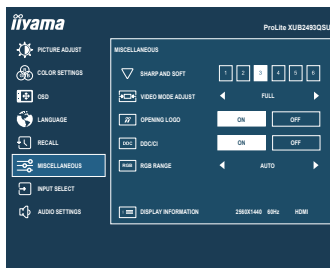 iiyama
ProLite XUB2493QSU
PICTURE ADJUST
COLOR SETTINGS
OSD
LANGUAGE
RECALL
MISCELLANEOUS
INPUT SELECT
AUDIO SETTINGS
MISCELLANEOUS
SHARP AND SOFT 1 2 3 4 5 6
VIDEO MODE ADJUST FULL
OPENING LOGO ON OFF
DDC DDC/CI ON OFF
RGB RGB RANGE AUTO
DISPLAY INFORMATION 2560X1440 60Hz HDMI